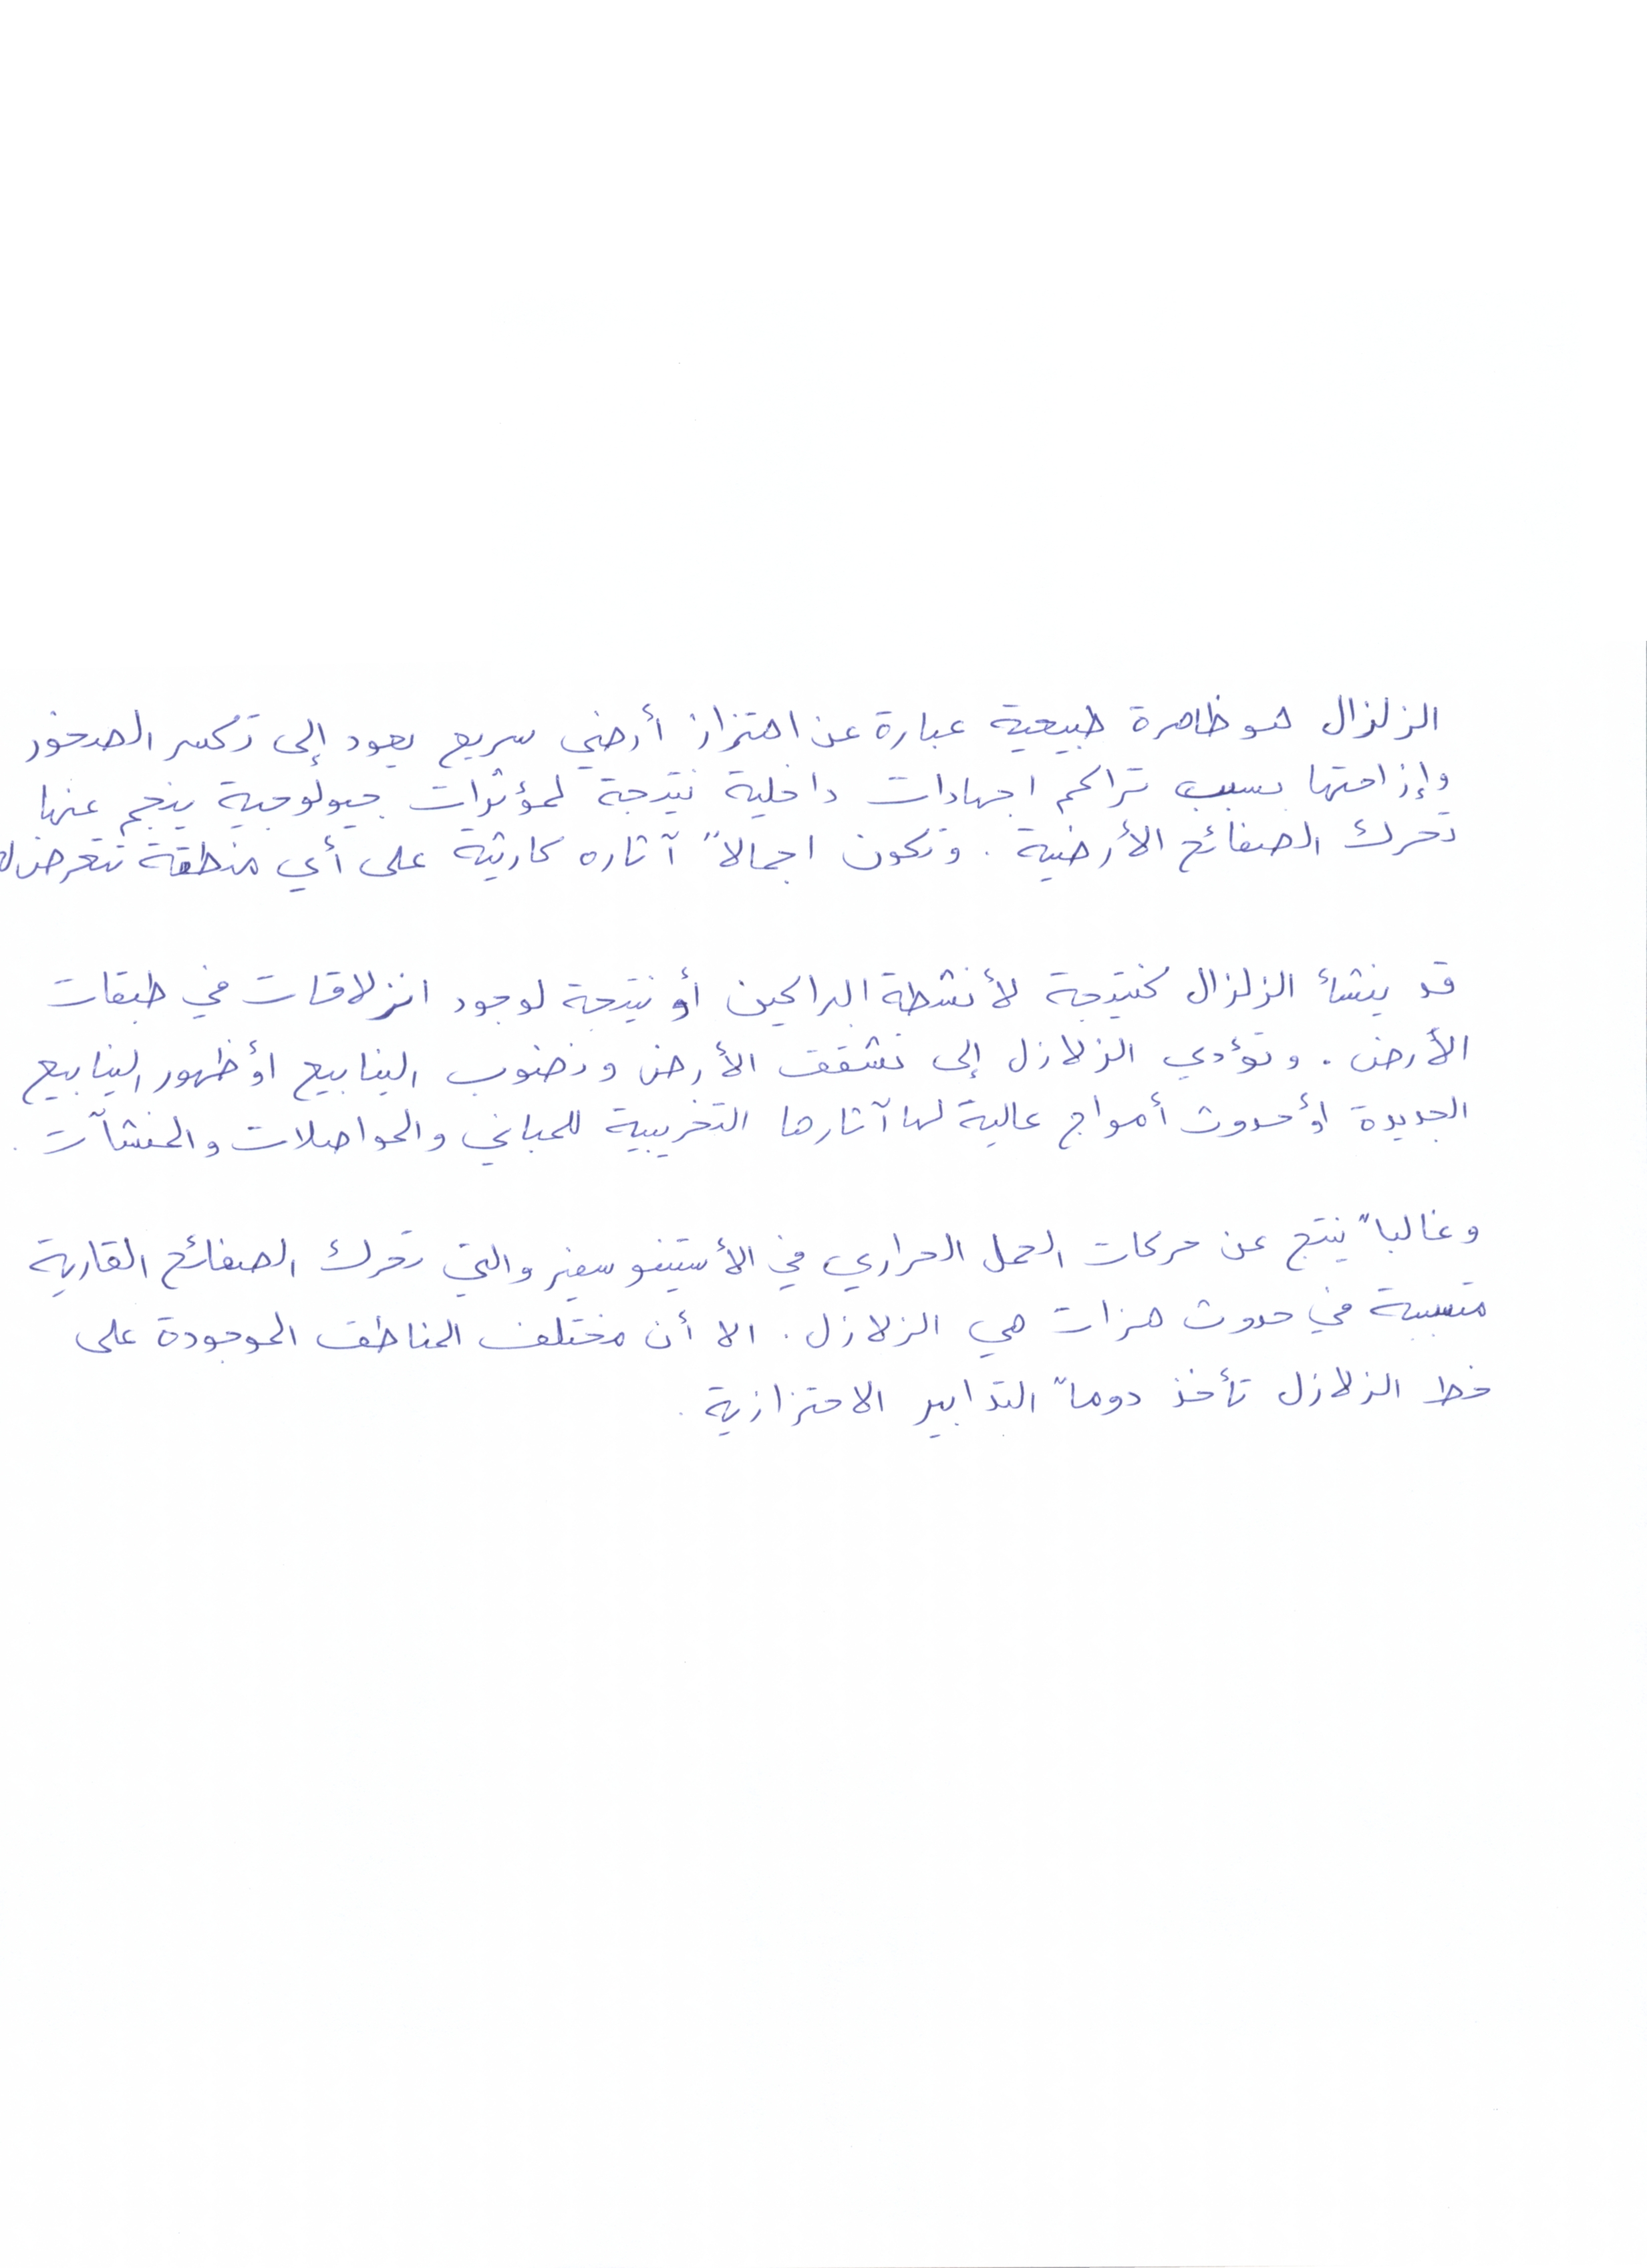 الزلزال هو ظاهرة طبيعية عبارة عن اهتزاز أرضي سريع يعود إلى تكسر الصخور
وإزاحتها بسبب تراكم اجهادات داخلية نتيجة لمؤثرات جيولوجية ينجم عنها
تحرك الصفائح الأرضية . وتكون اجمالاً آثاره كارثية على أي منطقة تتعرض
قد ينشأ الزلزال كنتيجة لأنشطة البراكين أو نتيجة لوجود انزلاقات في طبقات
الأرض . وتؤدي الزلازل إلى تشقق الأرض ونضوب الينابيع أو ظهور الينابيع
الجديدة أو حدوث أمواج عالية لها آثارها التخريبية للمباني والمواصلات والمنشآت .
وغالباً ينتج عن حركات الحمل الحراري في الأستينوسفير والتي تحرك الصفائح القارية
متسببة في حدوث هزات هي الزلازل . الا أن مختلف المناطق الموجودة على
خط الزلازل تأخذ دوماً التدابير الاحترازية .